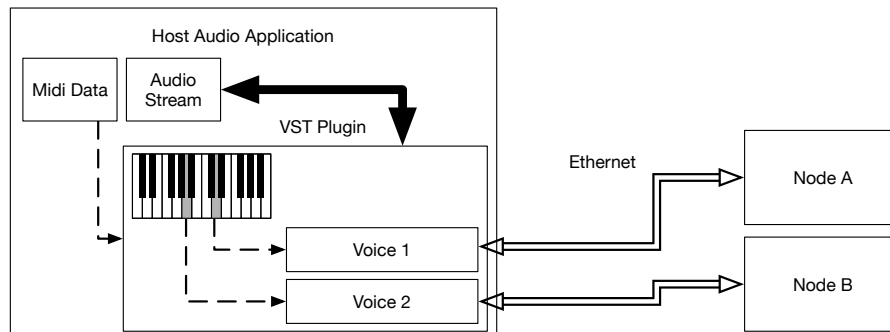 Host Audio Application
Midi Data
Audio
Stream
VST Plugin
Ethernet
Node A
Voice 1
Voice 2
Node B